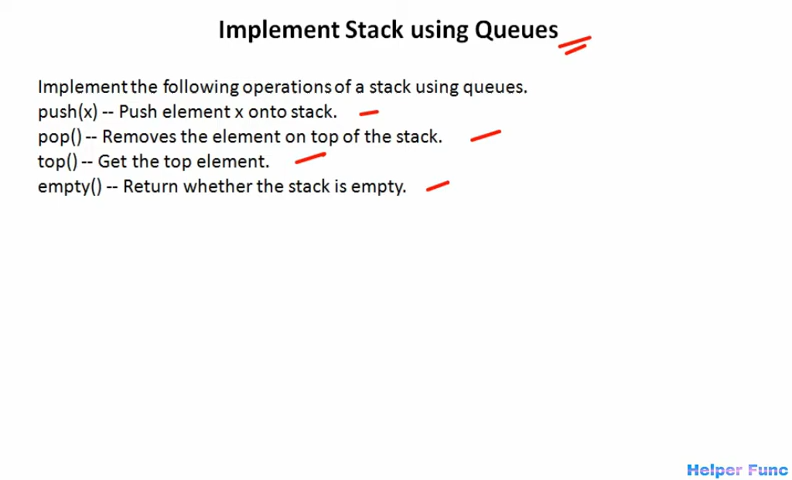 Implement Stack using Queues
Implement the following operations of a stack using queues.
push(x) -- Push element x onto stack.
pop() -- Removes the element on top of the stack.
top() -- Get the top element.
empty() -- Return whether the stack is empty.
Helper Func